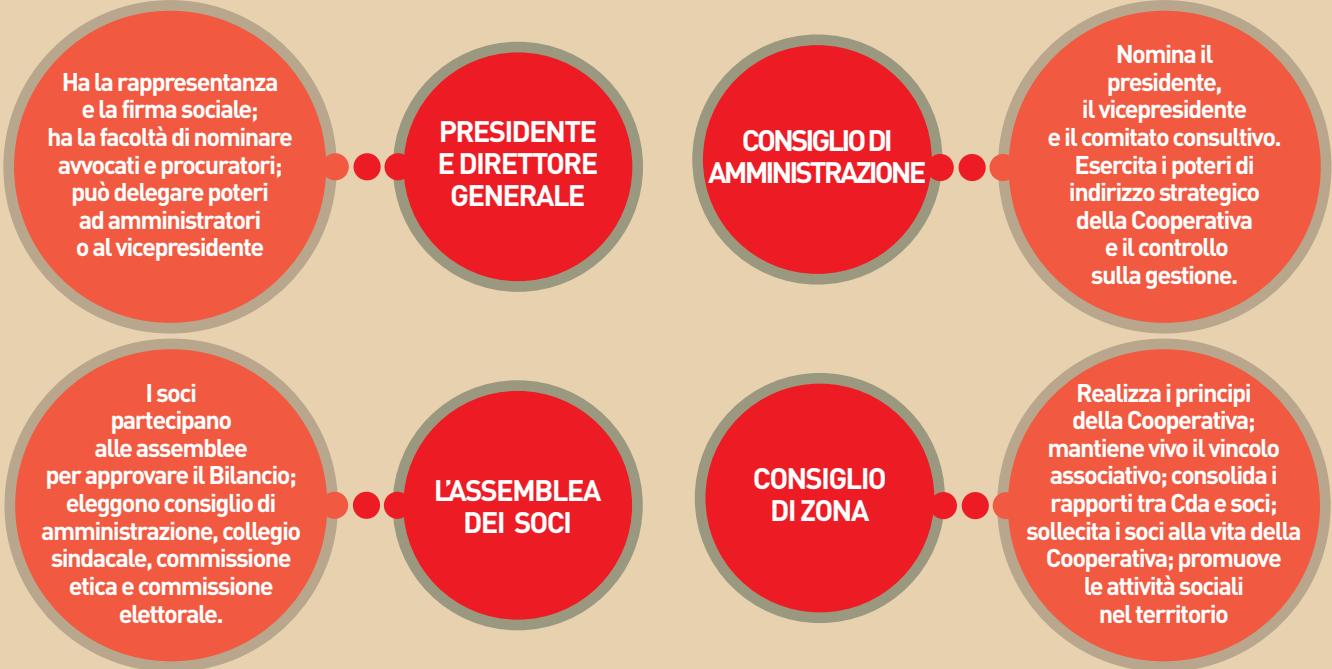 Ha la rappresentanza
e la firma sociale;
ha la facoltà di nominare
avvocati e procuratori;
può delegare poteri
ad amministratori
o al vicepresidente
PRESIDENTE
E DIRETTORE
GENERALE
CONSIGLIO DI
AMMINISTRAZIONE
Nomina il
presidente,
il vicepresidente
e il comitato consultivo.
Esercita i poteri di
indirizzo strategico
della Cooperativa
e il controllo
sulla gestione.
I soci
partecipano
alle assemblee
per approvare il Bilancio;
eleggono consiglio di
amministrazione, collegio
sindacale, commissione
etica e commissione
elettorale.
L'ASSEMBLEA
DEI SOCI
CONSIGLIO
DI ZONA
Realizza i principi
della Cooperativa;
mantiene vivo il vincolo
associativo; consolida i
rapporti tra Cda e soci;
sollecita i soci alla vita della
Cooperativa; promuove
le attività sociali
nel territorio